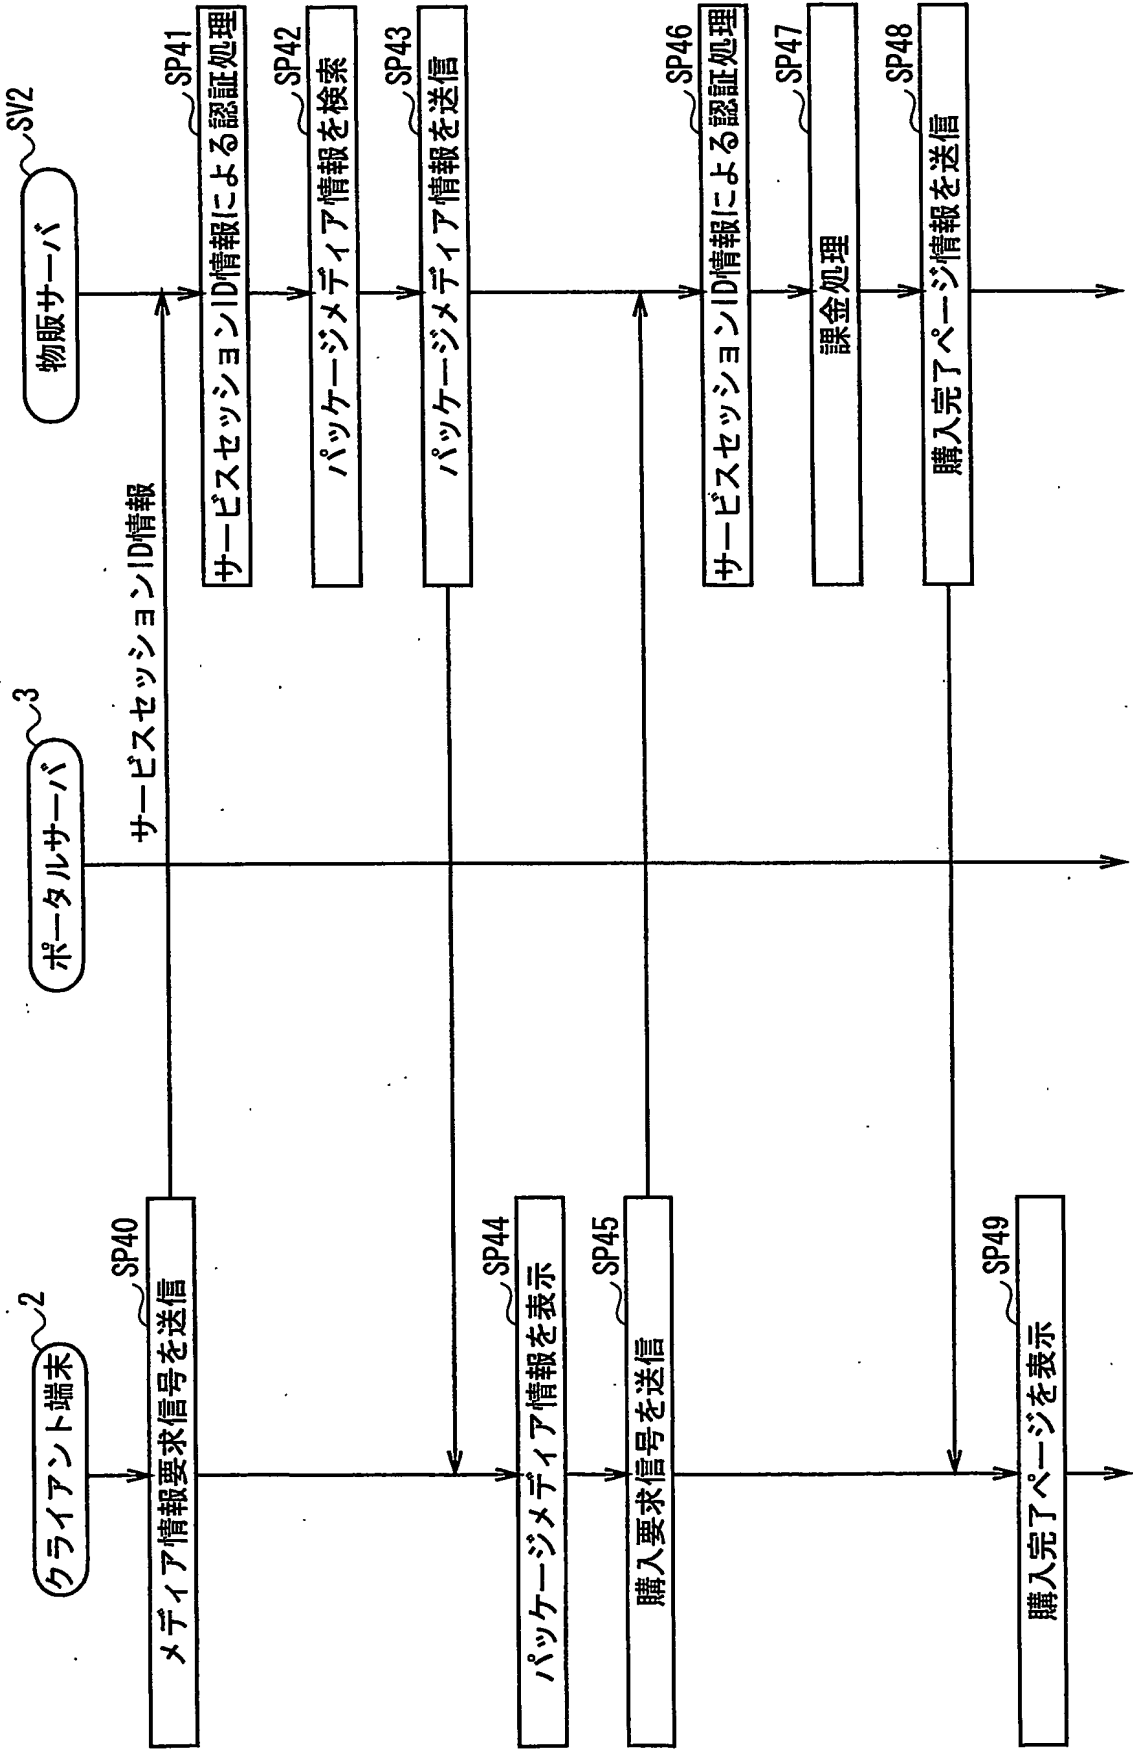 クライアント端末
2
ポータルサーバ
3
物販サーバ
SV2
SP40
メディア情報要求信号を送信
サービスセッションID情報
SP41
サービスセッションID情報による認証処理
SP42
パッケージメディア情報を検索
SP43
パッケージメディア情報を送信
SP44
パッケージメディア情報を表示
SP45
購入要求信号を送信
SP46
サービスセッションID情報による認証処理
SP47
課金処理
SP48
購入完了ページ情報を送信
SP49
購入完了ページを表示